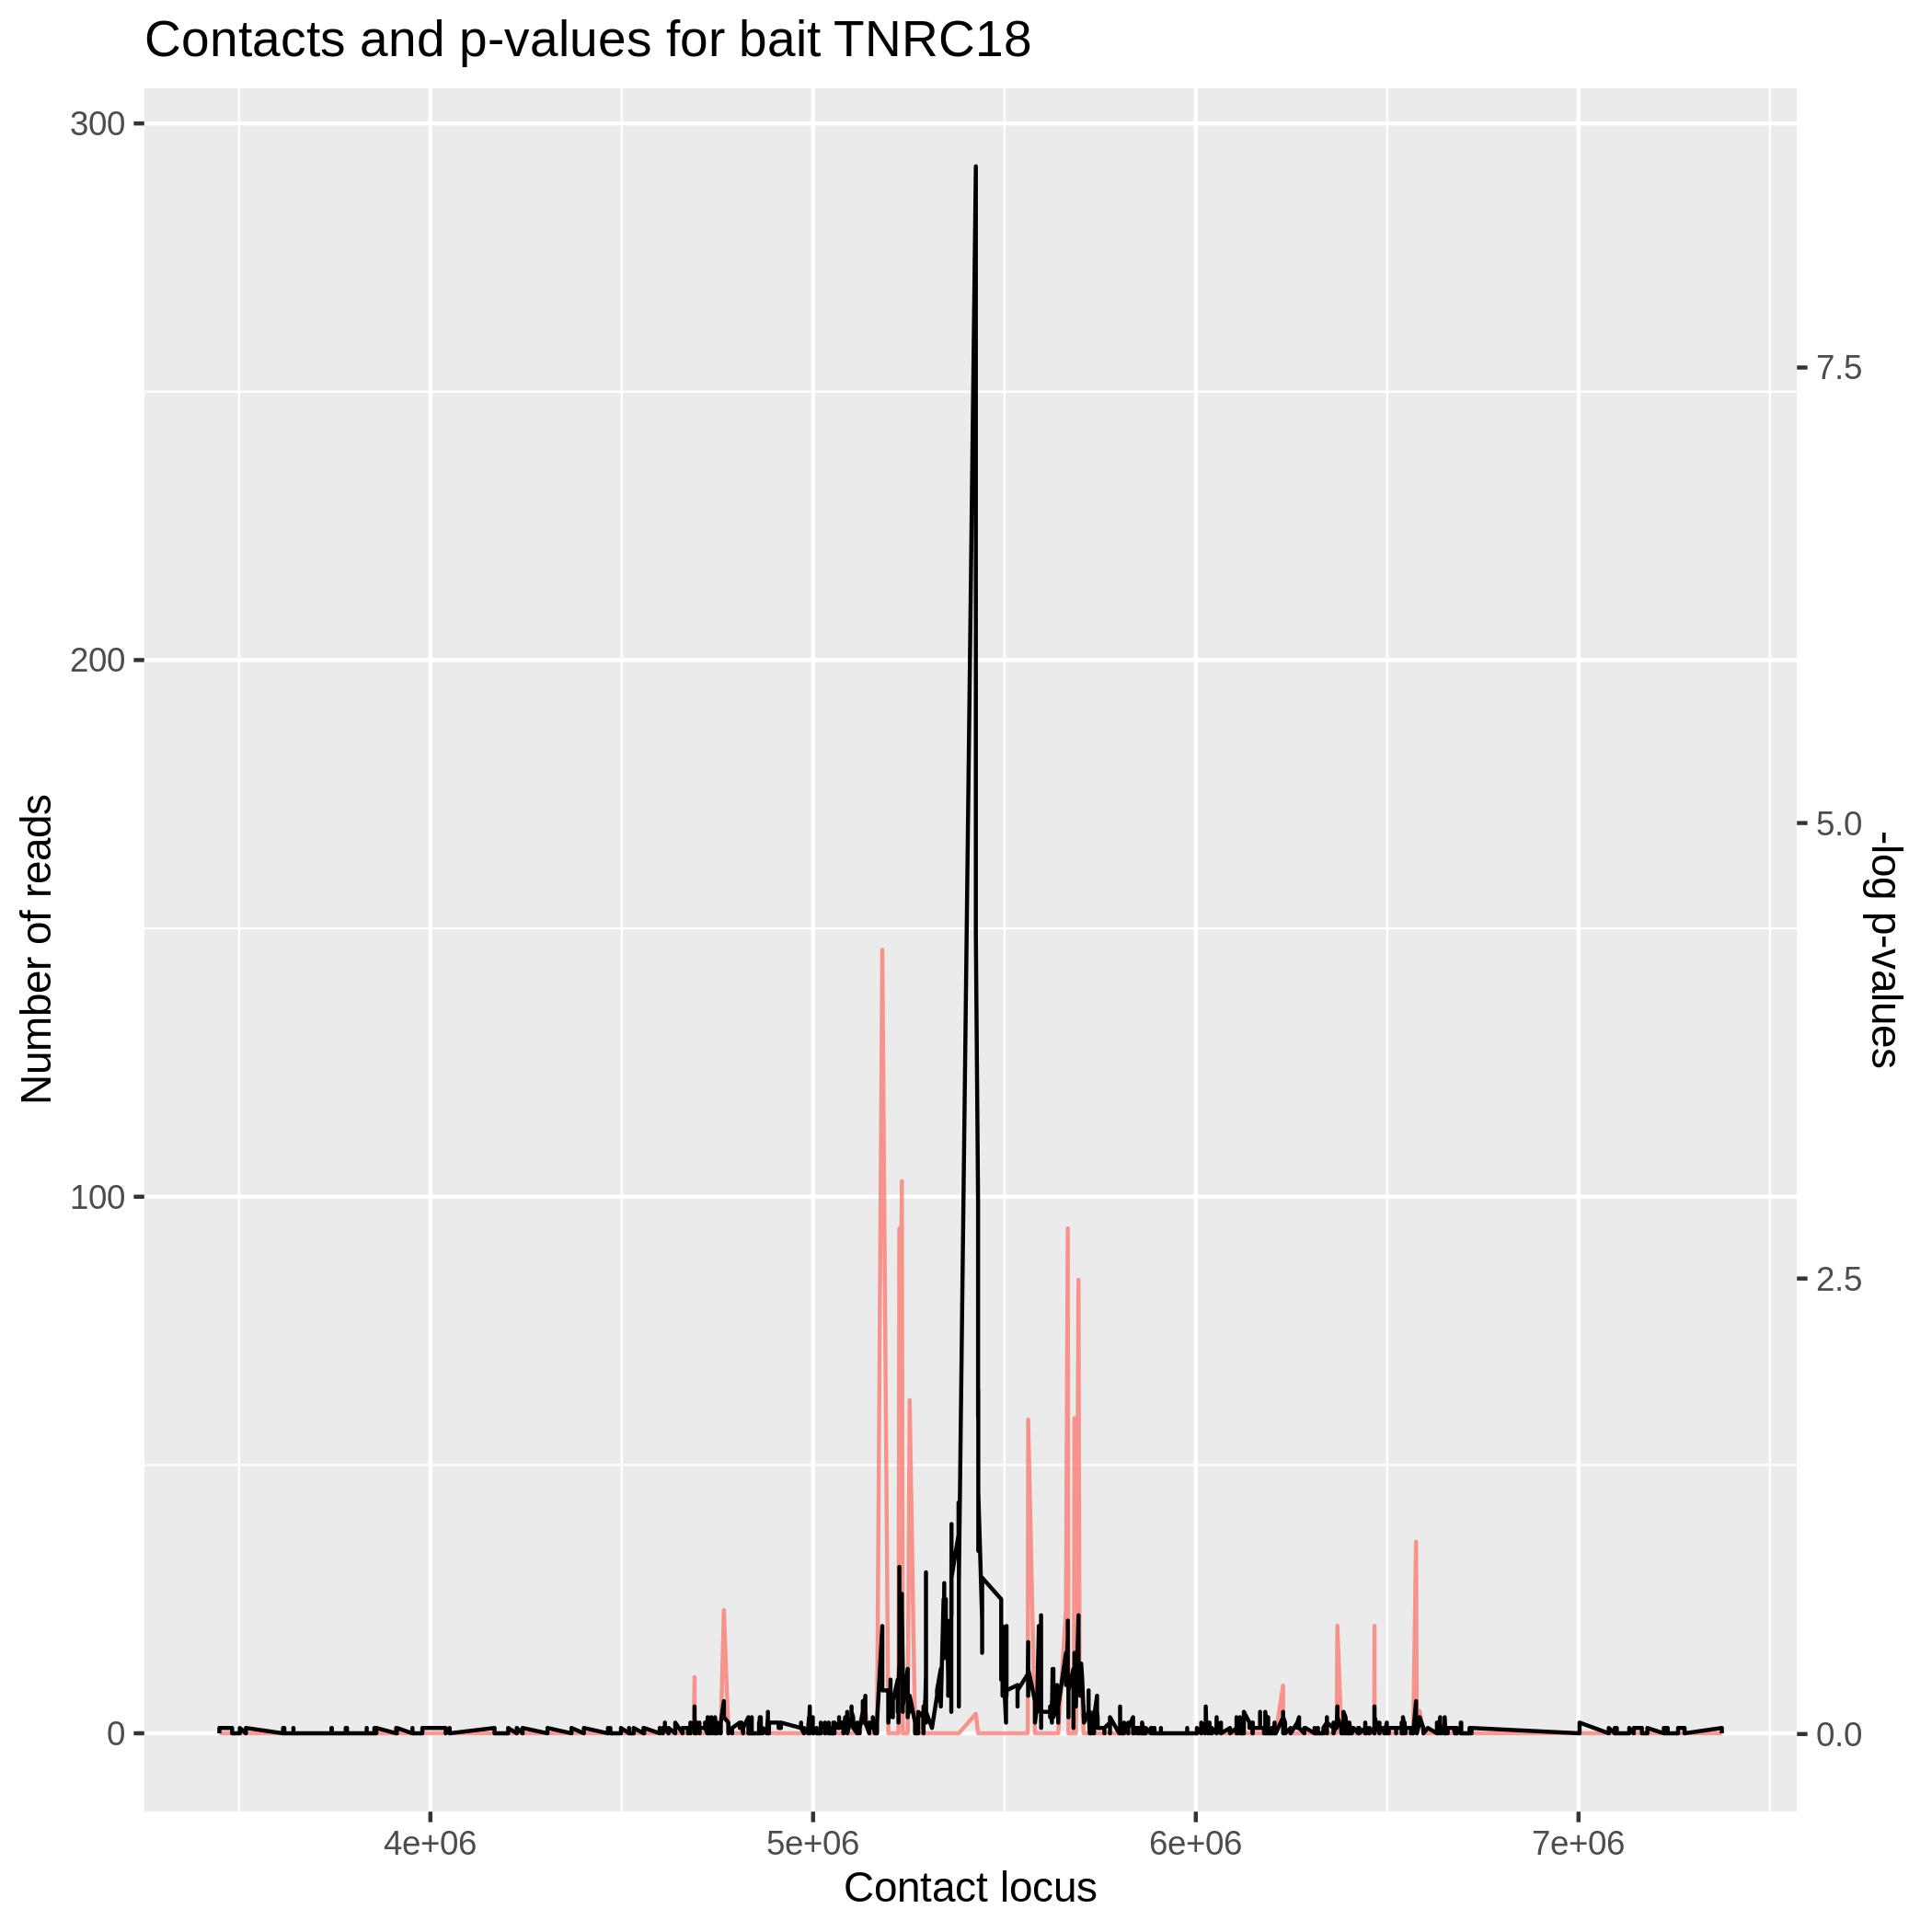 Contacts and p-values for bait TNRC18
300
200
100
0
Number of reads
7.5
5.0
2.5
0.0
-log p-values
4e+06
5e+06
6e+06
7e+06
Contact locus